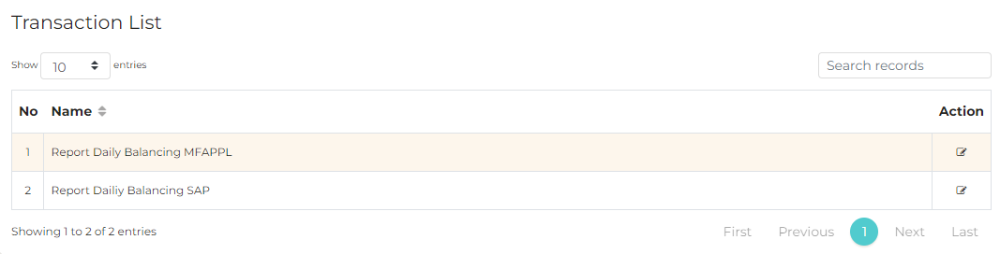 Transaction List
Show 10 entries
Search records
No Name Action
1 Report Daily Balancing MFAPPL
2 Report Dailiy Balancing SAP
Showing 1 to 2 of 2 entries
First Previous 1 Next Last